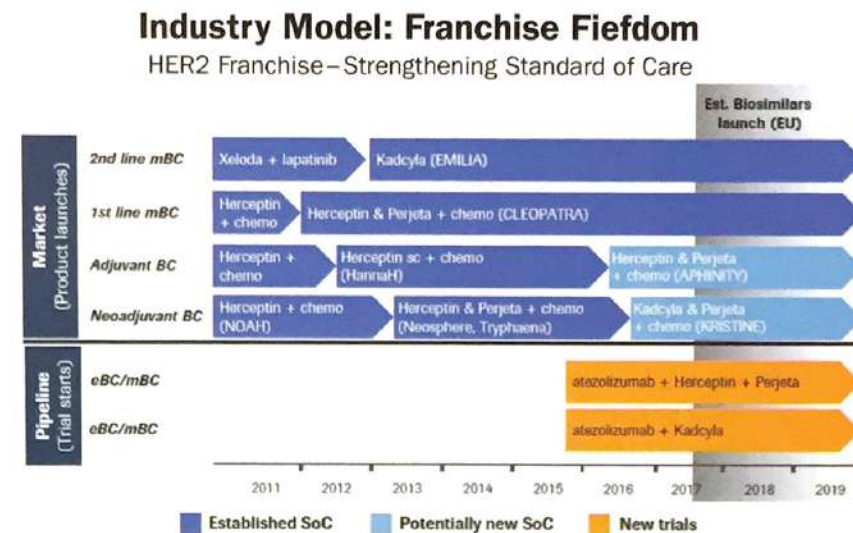 Industry Model: Franchise Fiefdom
HER2 Franchise–Strengthening Standard of Care
Est. Biosimilars
launch (EU)
Market
(Product launches)
2nd line mBC
Xeloda + lapatinib
Kadcyla (EMILIA)
1st line mBC
Herceptin
+ chemo
Herceptin & Perjeta + chemo (CLEOPATRA)
Adjuvant BC
Herceptin +
chemo
Herceptin sc + chemo
(HannaH)
Herceptin & Perjeta
+ chemo (APHINITY)
Neoadjuvant BC
Herceptin + chemo
(NOAH)
Herceptin & Perjeta + chemo
(Neosphere, Tryphaena)
Kadcyla & Perjeta
+ chemo (KRISTINE)
Pipeline
(Trial starts)
eBC/mBC
atezolizumab + Herceptin + Perjeta
eBC/mBC
atezolizumab + Kadcyla
2011 2012 2013 2014 2015 2016 2017 2018 2019
Established SoC Potentially new SoC New trials